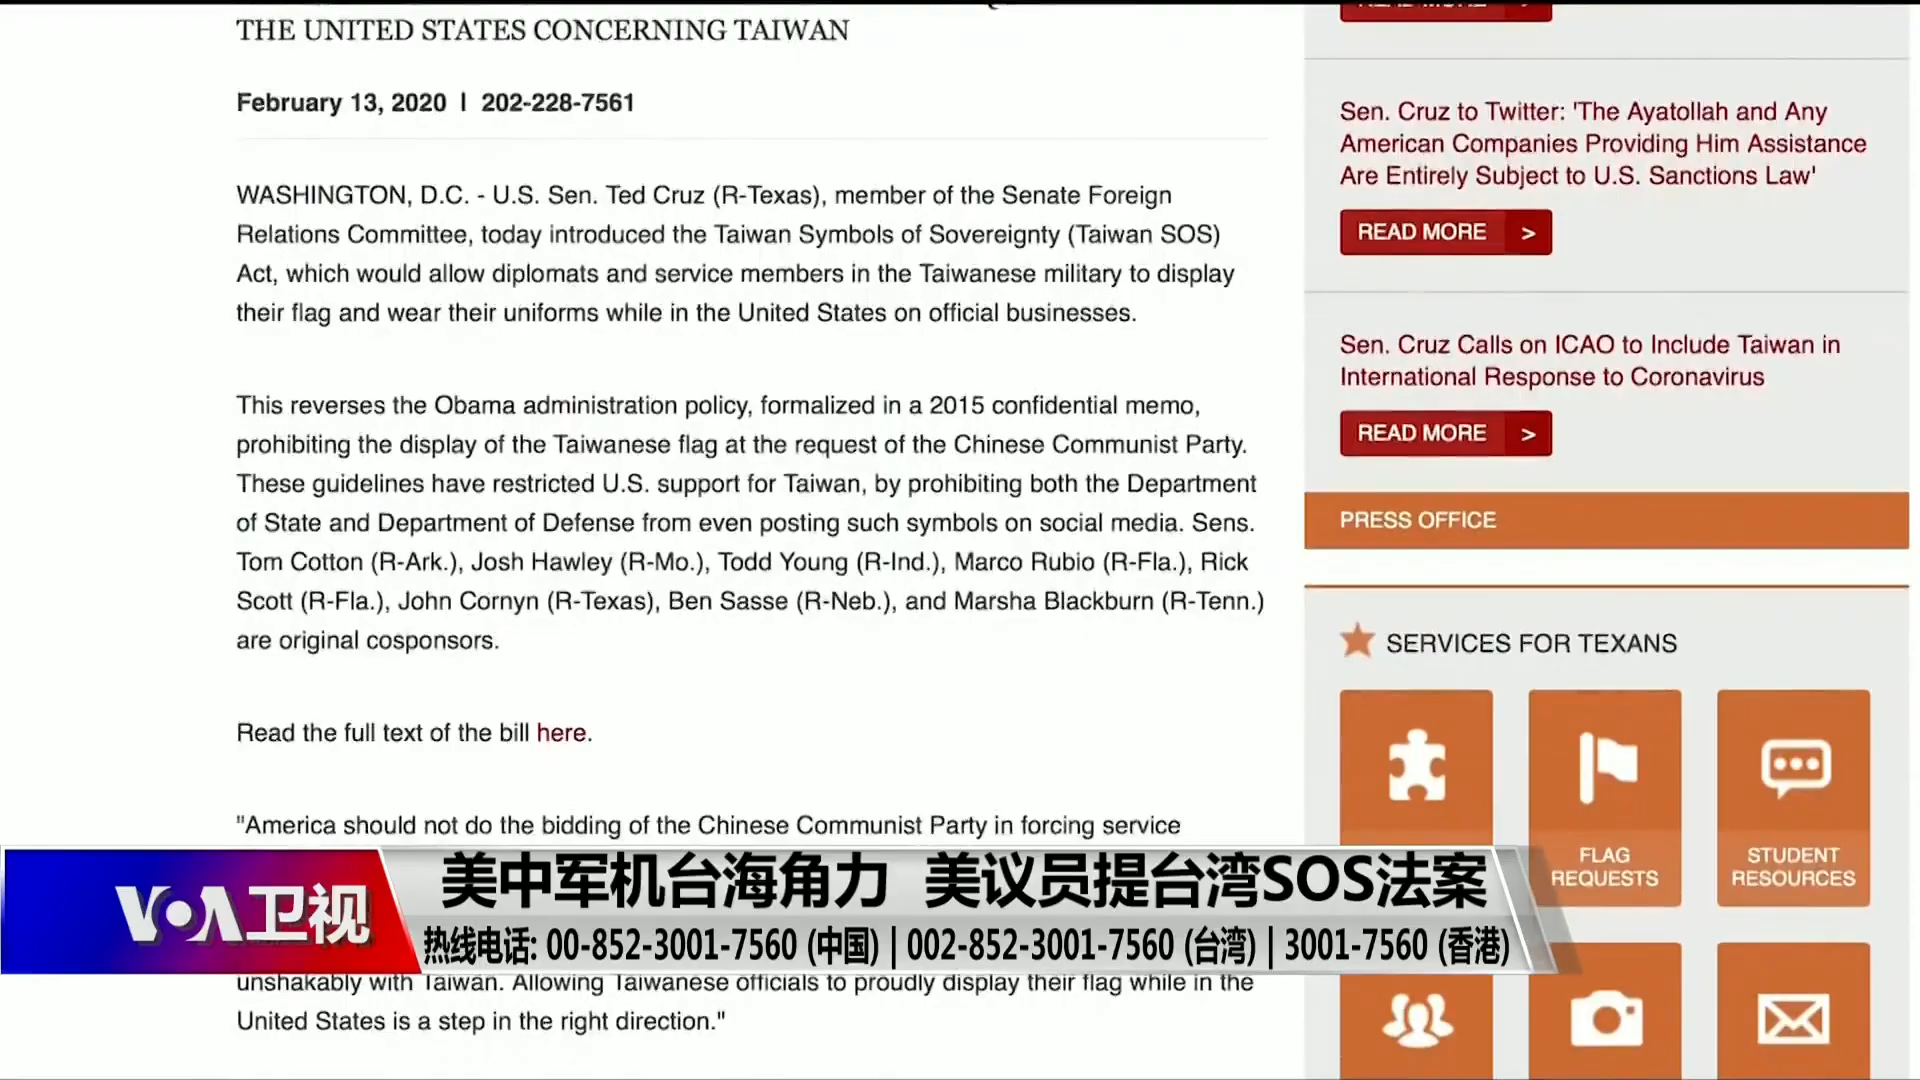 THE UNITED STATES CONCERNING TAIWAN
February 13, 2020 | 202-228-7561
WASHINGTON, D.C. - U.S. Sen. Ted Cruz (R-Texas), member of the Senate Foreign
Relations Committee, today introduced the Taiwan Symbols of Sovereignty (Taiwan SOS)
Act, which would allow diplomats and service members in the Taiwanese military to display
their flag and wear their uniforms while in the United States on official businesses.
This reverses the Obama administration policy, formalized in a 2015 confidential memo,
prohibiting the display of the Taiwanese flag at the request of the Chinese Communist Party.
These guidelines have restricted U.S. support for Taiwan, by prohibiting both the Department
of State and Department of Defense from even posting such symbols on social media. Sens.
Tom Cotton (R-Ark.), Josh Hawley (R-Mo.), Todd Young (R-Ind.), Marco Rubio (R-Fla.), Rick
Scott (R-Fla.), John Cornyn (R-Texas), Ben Sasse (R-Neb.), and Marsha Blackburn (R-Tenn.)
are original cosponsors.
Read the full text of the bill here.
"America should not do the bidding of the Chinese Communist Party in forcing service
unshakably with Taiwan. Allowing Taiwanese officials to proudly display their flag while in the
United States is a step in the right direction."
READ MORE >
Sen. Cruz to Twitter: 'The Ayatollah and Any
American Companies Providing Him Assistance
Are Entirely Subject to U.S. Sanctions Law'
READ MORE >
Sen. Cruz Calls on ICAO to Include Taiwan in
International Response to Coronavirus
READ MORE >
PRESS OFFICE
SERVICES FOR TEXANS
FLAG
REQUESTS
STUDENT
RESOURCES
VOA卫视
美中军机台海角力 美议员提台湾SOS法案
热线电话: 00-852-3001-7560 (中国) | 002-852-3001-7560 (台湾) | 3001-7560 (香港)